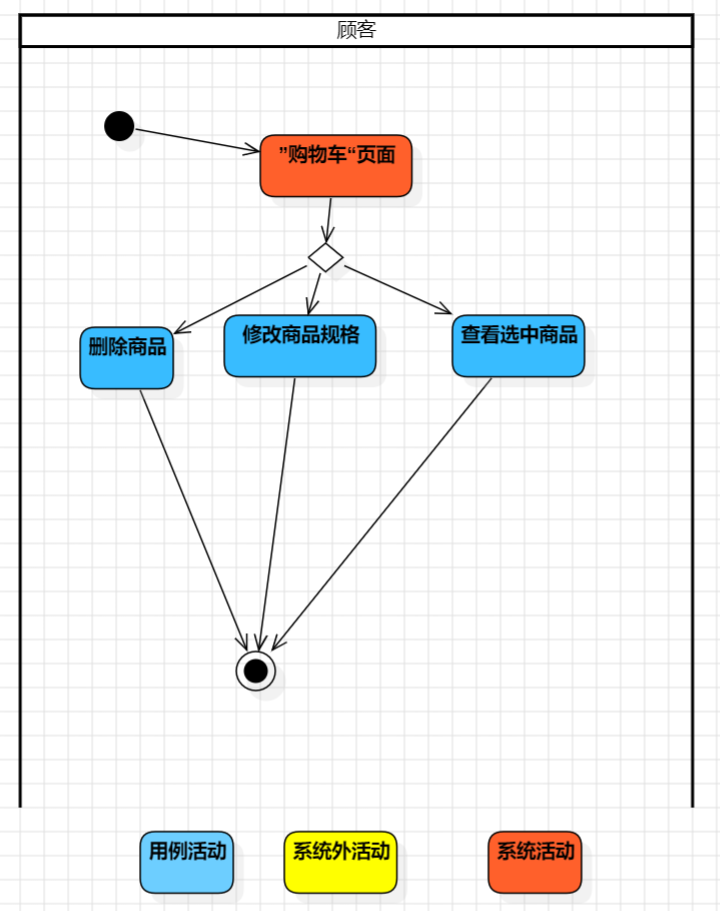 顾客
”购物车“页面
删除商品
修改商品规格
查看选中商品
用例活动
系统外活动
系统活动